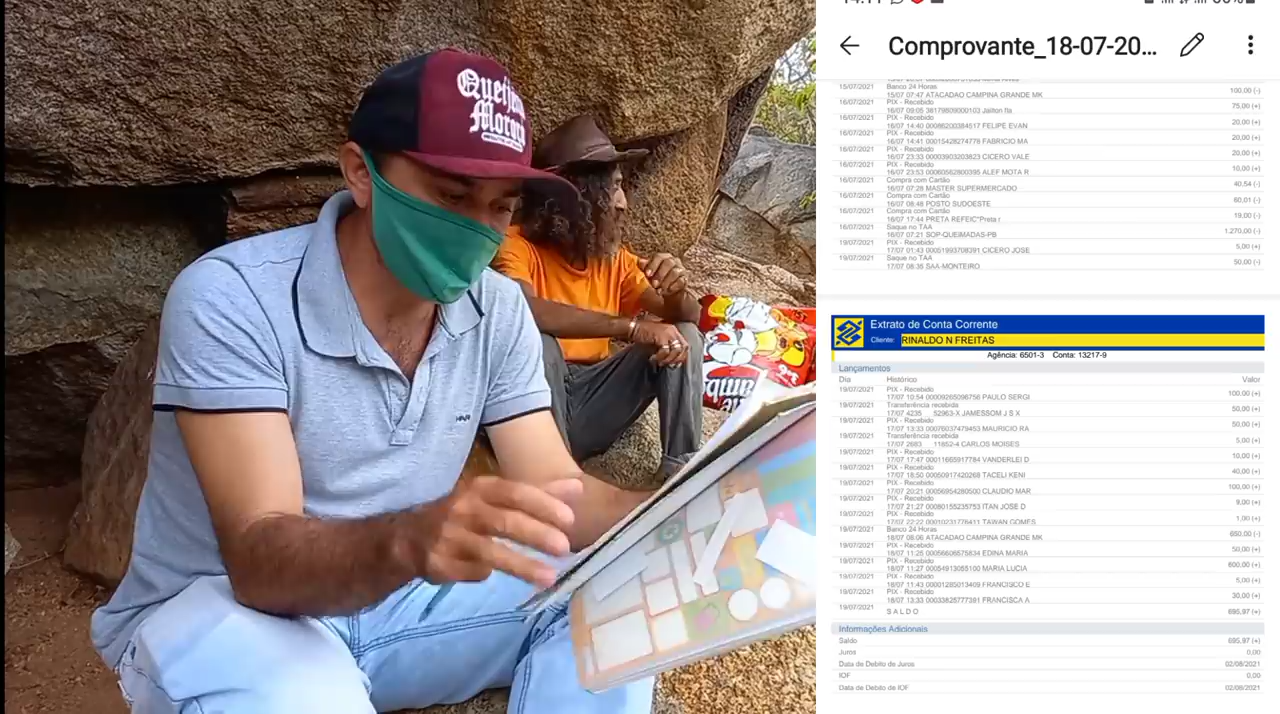 Queijo
Comprovante_18-07-20...
15/07/2021 Banco 24 Horas 100,00 (-)
15/07 07:47 ATACADAO CAMPINA GRANDE MK
16/07/2021 PIX - Recebido 75,00 (+)
16/07 09:05
16/07/2021 PIX - Recebido 20,00 (+)
16/07 14:40 00086200384517 FELIPE EVAN
16/07/2021 PIX - Recebido 20,00 (+)
16/07 14:41 00015428274778 FABRICIO MA
16/07/2021 PIX - Recebido 20,00 (+)
16/07 23:33 00003903203823 CICERO VALE
16/07/2021 PIX - Recebido 10,00 (+)
16/07 23:53 00060562800395 ALEF MOTA R
16/07/2021 Compra com Cartão 40,54 (-)
16/07 07:28 MASTER SUPERMERCADO
16/07/2021 Compra com Cartão 60,01 (-)
16/07 08:48 POSTO SUDOESTE
16/07/2021 Compra com Cartão 19,00 (-)
16/07 17:44 PRETA REFEIC*Preta r
16/07/2021 Saque no TAA 1.270,00 (-)
16/07 07:21 SOP-QUEIMADAS-PB
19/07/2021 PIX - Recebido 5,00 (+)
17/07 01:43 00051993708391 CICERO JOSE
19/07/2021 Saque no TAA 50,00 (-)
17/07 08:35 SAA-MONTEIRO
Extrato de Conta Corrente
Cliente: RINALDO N FREITAS
Agência: 6501-3 Conta: 13217-9
Lançamentos
Dia Histórico Valor
19/07/2021 PIX - Recebido 100,00 (+)
17/07 10:54 00009265096756 PAULO SERGI
19/07/2021 Transferência recebida 50,00 (+)
17/07 4235 52963-X JAMESSOM J S X
19/07/2021 PIX - Recebido 50,00 (+)
17/07 13:33 00076037479453 MAURICIO RA
19/07/2021 Transferência recebida 5,00 (+)
17/07 2683 11852-4 CARLOS MOISES
19/07/2021 PIX - Recebido 10,00 (+)
17/07 17:47 00011665917784 VANDERLEI D
19/07/2021 PIX - Recebido 40,00 (+)
17/07 18:50 00050917420268 TACELI KENI
19/07/2021 PIX - Recebido 100,00 (+)
17/07 20:21 00056954280500 CLAUDIO MAR
19/07/2021 PIX - Recebido 9,00 (+)
17/07 21:27 00080155235753 ITAN JOSE D
19/07/2021 PIX - Recebido 1,00 (+)
17/07 22:22 00010231776411 TAWAN GOMES
19/07/2021 Banco 24 Horas 650,00 (-)
18/07 08:06 ATACADAO CAMPINA GRANDE MK
19/07/2021 PIX - Recebido 50,00 (+)
18/07 11:25 00056606575834 EDINA MARIA
19/07/2021 PIX - Recebido 600,00 (+)
18/07 11:27 00054913055100 MARIA LUCIA
19/07/2021 PIX - Recebido 5,00 (+)
18/07 11:43 00001285013409 FRANCISCO E
19/07/2021 PIX - Recebido 30,00 (+)
18/07 13:33 00033825777391 FRANCISCA A
19/07/2021 S A L D O 695,97 (+)
Informações Adicionais
Saldo 695,97 (+)
Juros 0,00
Data de Debito de Juros 02/08/2021
IOF 0,00
Data de Debito de IOF 02/08/2021